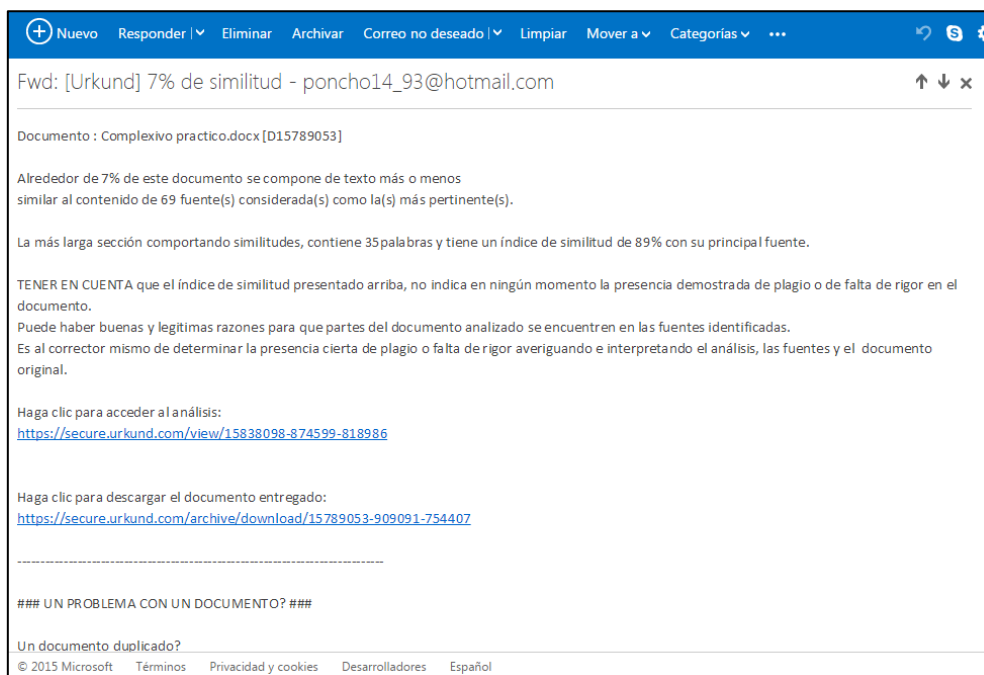 Nuevo Responder | Eliminar Archivar Correo no deseado | Limpiar Mover a Categorías ...
Fwd: [Urkund] 7% de similitud - poncho14_93@hotmail.com
Documento : Complexivo practico.docx [D15789053]
Alrededor de 7% de este documento se compone de texto más o menos
similar al contenido de 69 fuente(s) considerada(s) como la(s) más pertinente(s).
La más larga sección comportando similitudes, contiene 35palabras y tiene un índice de similitud de 89% con su principal fuente.
TENER EN CUENTA que el índice de similitud presentado arriba, no indica en ningún momento la presencia demostrada de plagio o de falta de rigor en el
documento.
Puede haber buenas y legitimas razones para que partes del documento analizado se encuentren en las fuentes identificadas.
Es al corrector mismo de determinar la presencia cierta de plagio o falta de rigor averiguando e interpretando el análisis, las fuentes y el documento
original.
Haga clic para acceder al análisis:
https://secure.urkund.com/view/15838098-874599-818986
Haga clic para descargar el documento entregado:
https://secure.urkund.com/archive/download/15789053-909091-754407
--------------------------------------------------------------------------------
### UN PROBLEMA CON UN DOCUMENTO? ###
Un documento duplicado?
© 2015 Microsoft Términos Privacidad y cookies Desarrolladores Español